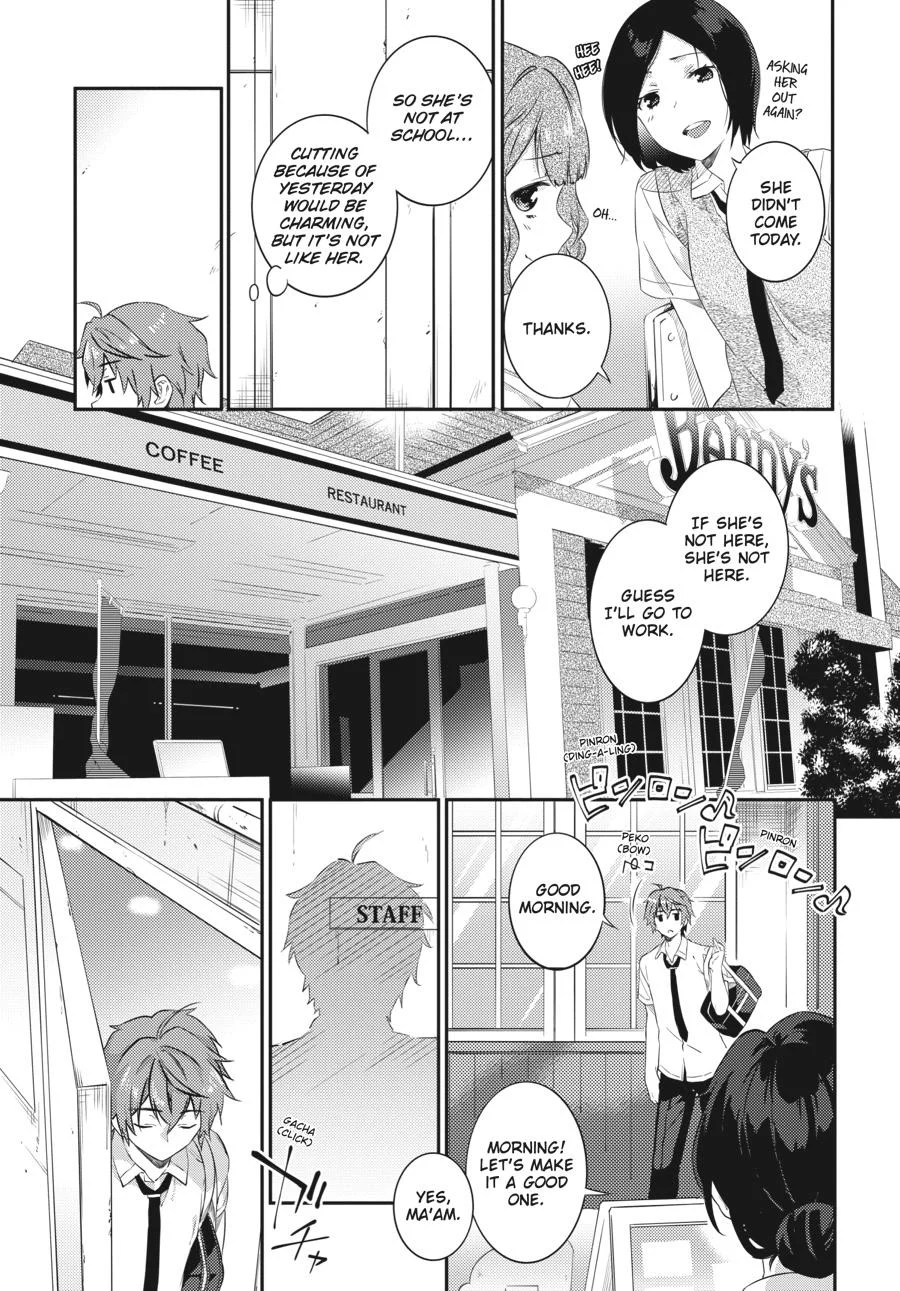 ASKING
HER
OUT
AGAIN?
SHE
DIDN'T
COME
TODAY.
HEE
HEE!
OH...
THANKS.
SO SHE'S
NOT AT
SCHOOL...
CUTTING
BECAUSE OF
YESTERDAY
WOULD BE
CHARMING,
BUT IT'S NOT
LIKE HER.
COFFEE
RESTAURANT
IF SHE'S
NOT HERE,
SHE'S NOT
HERE.
GUESS
I'LL GO TO
WORK.
PINRON
(DING-A-LING)
ピンローン♪
PINRON
ピンローン♪
PEKO
(BOW)
ペコ
GOOD
MORNING.
MORNING!
LET'S MAKE
IT A GOOD
ONE.
YES,
MA'AM.
STAFF
GACHA
(CLICK)
ガチャ